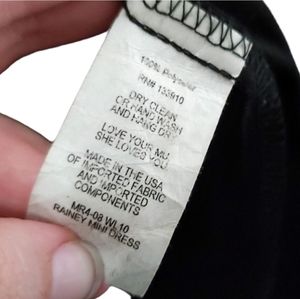 100% Polyester
RN# 133910
DRY CLEAN
OR HAND WASH
AND HANG DRY
LOVE YOUR MU
SHE LOVES YOU
MADE IN THE USA
OF IMPORTED FABRIC
AND IMPORTED
COMPONENTS
MR4-08 WL10
RAINEY MINI DRESS